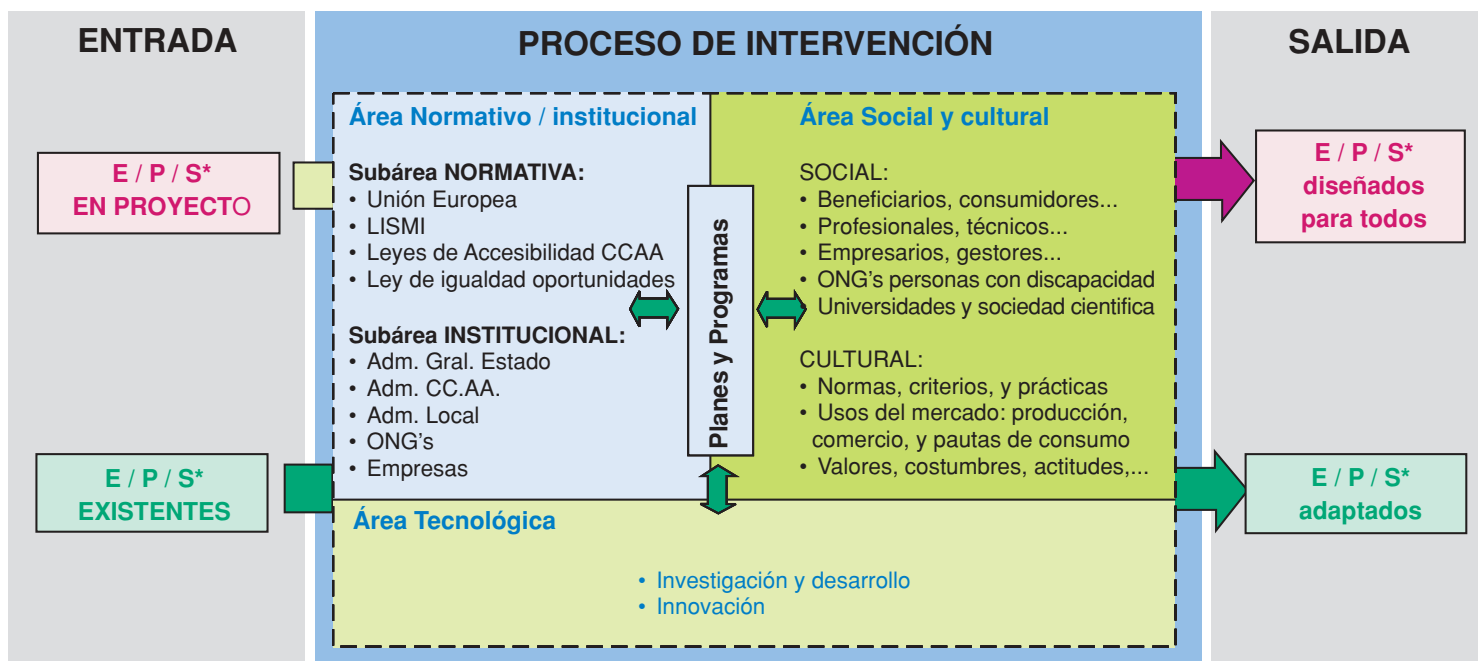 ENTRADA
E / P / S*
EN PROYECTO
E / P / S*
EXISTENTES
PROCESO DE INTERVENCIÓN
Área Normativo / institucional
Subárea NORMATIVA:
• Unión Europea
• LISMI
• Leyes de Accesibilidad CCAA
• Ley de igualdad oportunidades
Subárea INSTITUCIONAL:
• Adm. Gral. Estado
• Adm. CC.AA.
• Adm. Local
• ONG's
• Empresas
Planes y Programas
Área Social y cultural
SOCIAL:
• Beneficiarios, consumidores...
• Profesionales, técnicos...
• Empresarios, gestores...
• ONG's personas con discapacidad
• Universidades y sociedad cientifica
CULTURAL:
• Normas, criterios, y prácticas
• Usos del mercado: producción,
comercio, y pautas de consumo
• Valores, costumbres, actitudes,...
Área Tecnológica
• Investigación y desarrollo
• Innovación
SALIDA
E / P / S*
diseñados
para todos
E / P / S*
adaptados